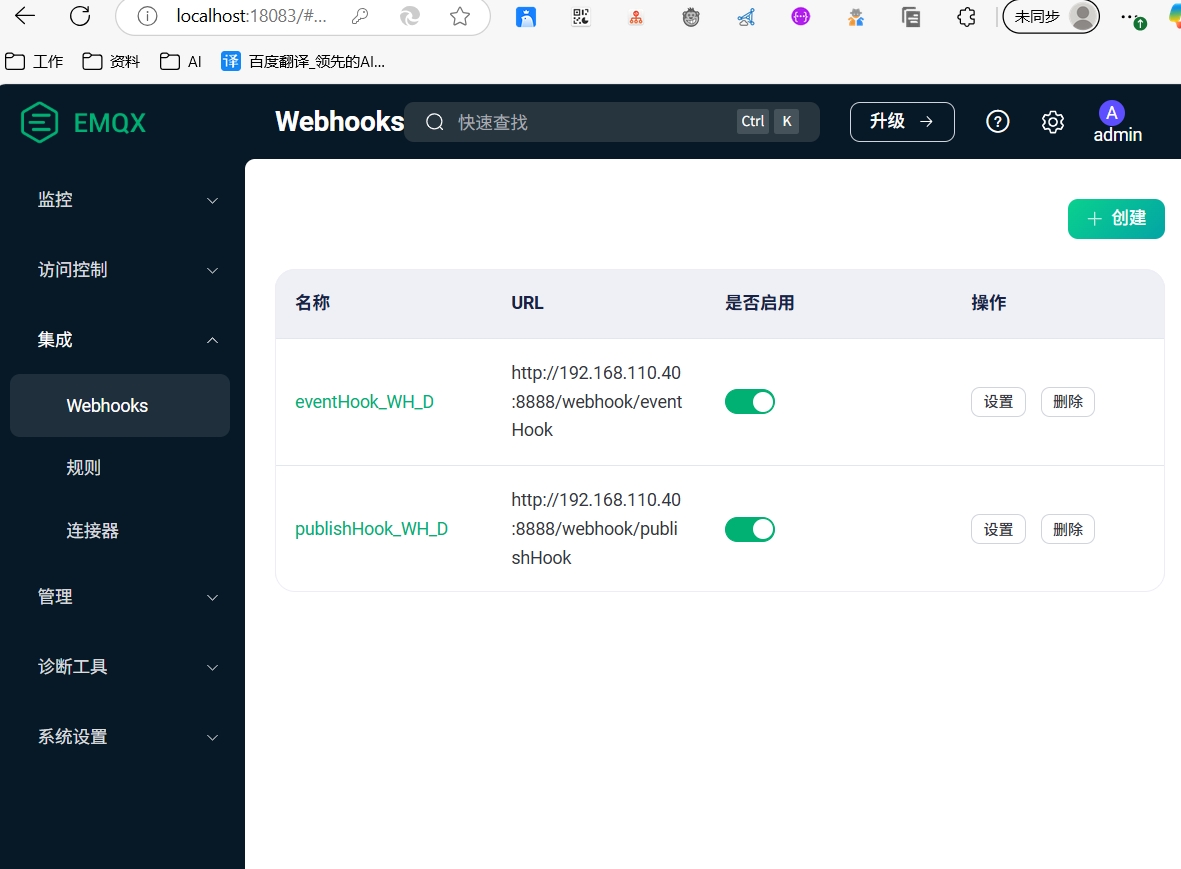 localhost:18083/#...
未同步
工作
资料
AI
译
百度翻译_领先的AI...
EMQX
Webhooks
快速查找
Ctrl
K
升级
A
admin
监控
访问控制
集成
Webhooks
规则
连接器
管理
诊断工具
系统设置
创建
名称
URL
是否启用
操作
eventHook_WH_D
http://192.168.110.40
:8888/webhook/event
Hook
设置
删除
publishHook_WH_D
http://192.168.110.40
:8888/webhook/publi
shHook
设置
删除